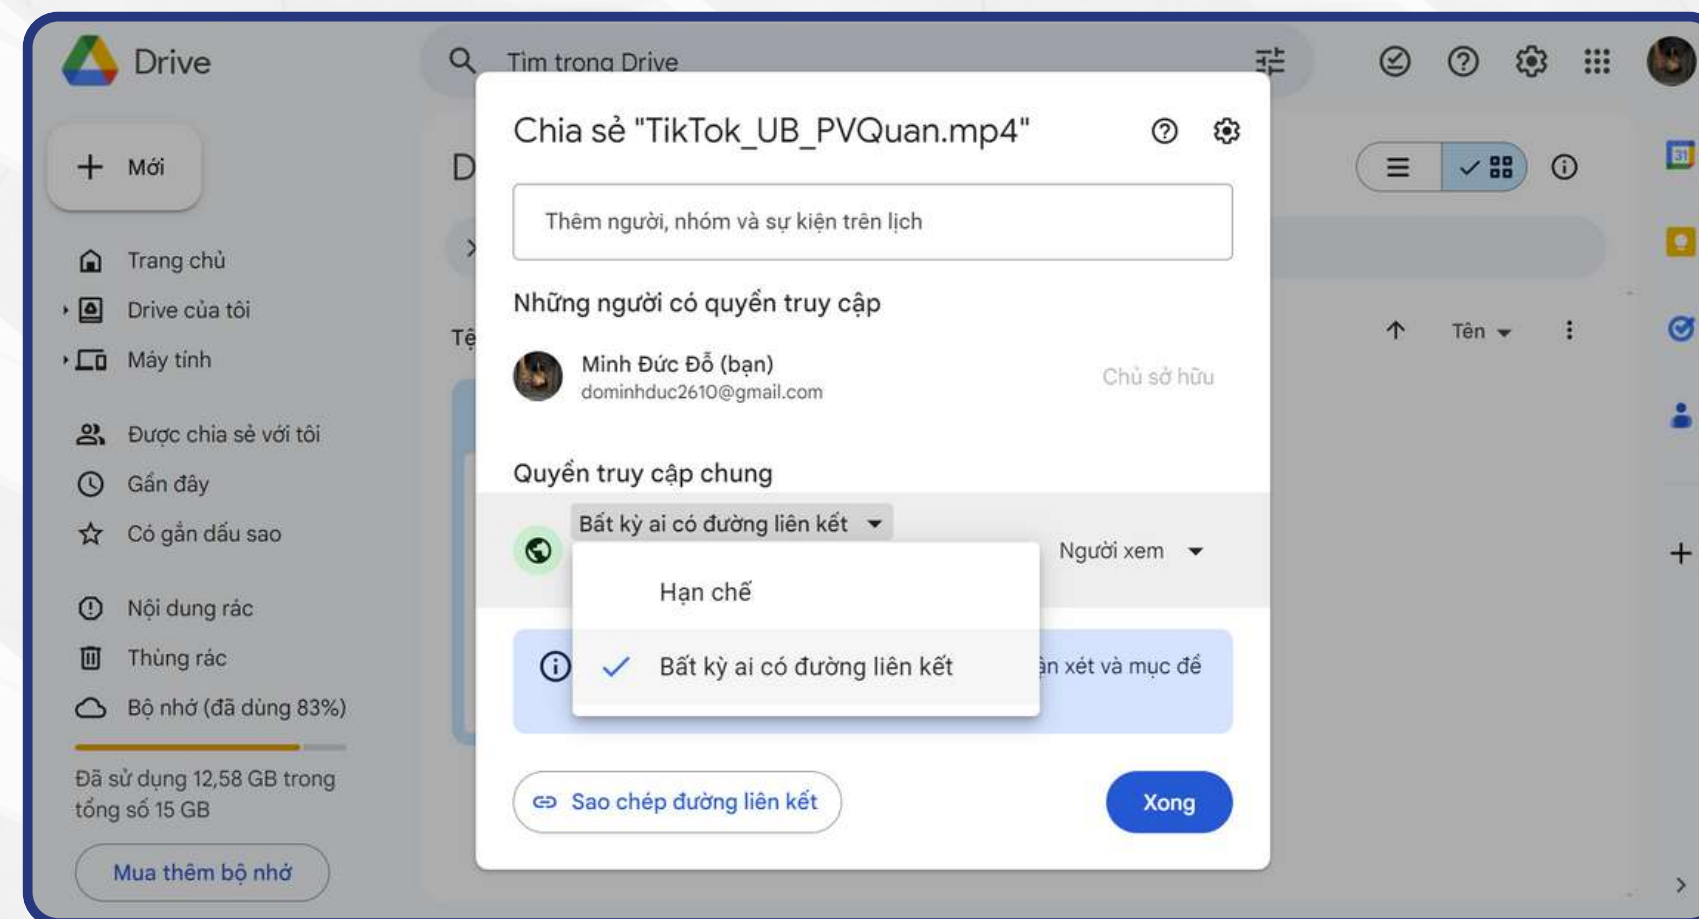 Drive
Tìm trong Drive
Mới
Trang chủ
Drive của tôi
Máy tính
Được chia sẻ với tôi
Gần đây
Có gắn dấu sao
Nội dung rác
Thùng rác
Bộ nhớ (đã dùng 83%)
Đã sử dụng 12,58 GB trong
tổng số 15 GB
Mua thêm bộ nhớ
D
Tệ
Chia sẻ "TikTok_UB_PVQuan.mp4"
Thêm người, nhóm và sự kiện trên lịch
Những người có quyền truy cập
Minh Đức Đỗ (bạn)
dominhduc2610@gmail.com
Chủ sở hữu
Quyền truy cập chung
Bất kỳ ai có đường liên kết
Người xem
Hạn chế
Bất kỳ ai có đường liên kết
xét và mục để
Sao chép đường liên kết
Xong
Tên
31